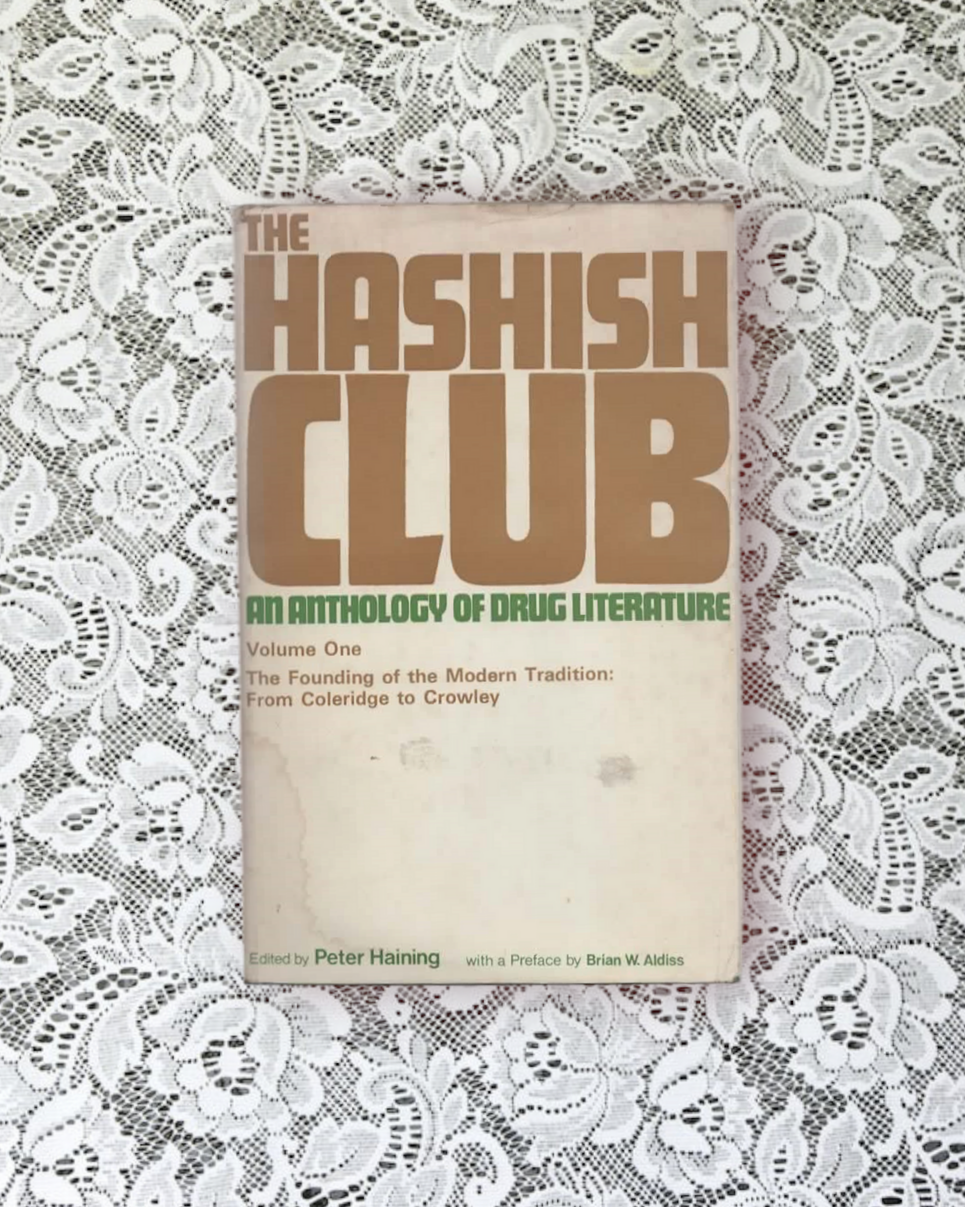 THE
HASHISH
CLUB
AN ANTHOLOGY OF DRUG LITERATURE
Volume One
The Founding of the Modern Tradition:
From Coleridge to Crowley
Edited by Peter Haining with a Preface by Brian W. Aldiss